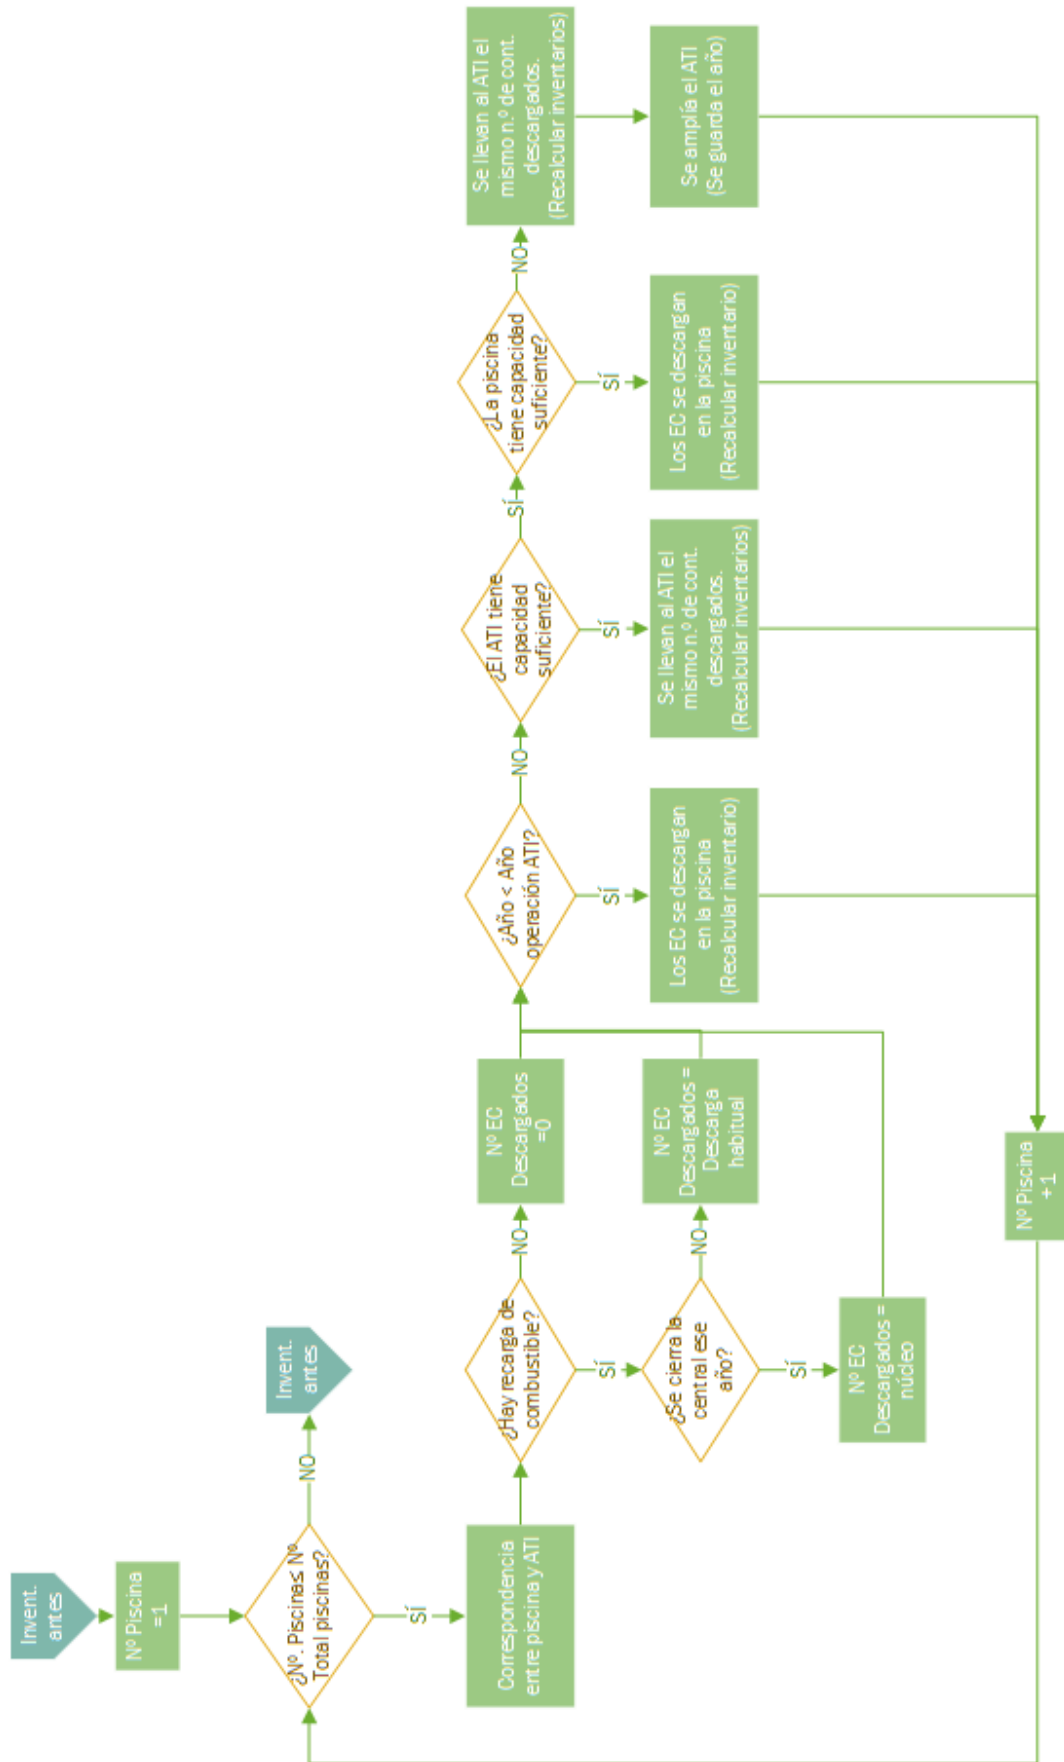 Invent.
antes
Nº Piscina
=1
¿Nº. Piscina≤ Nº
Total piscinas?
NO
Invent.
antes
SÍ
Correspondencia
entre piscina y ATI
¿Hay recarga de
combustible?
NO
Nº EC
Descargados
=0
SÍ
¿Se cierra la
central ese
año?
NO
Nº EC
Descargados =
Descarga
habitual
SÍ
Nº EC
Descargados =
núcleo
¿Año < Año
operación ATI?
NO
SÍ
Los EC se descargan
en la piscina
(Recalcular inventario)
¿El ATI tiene
capacidad
suficiente?
SÍ
SÍ
Se llevan al ATI el
mismo n.º de cont.
descargados.
(Recalcular inventarios)
¿La piscina
tiene capacidad
suficiente?
NO
SÍ
Los EC se descargan
en la piscina
(Recalcular inventario)
Se llevan al ATI el
mismo n.º de cont.
descargados.
(Recalcular inventarios)
Se amplía el ATI
(Se guarda el año)
Nº Piscina
+1